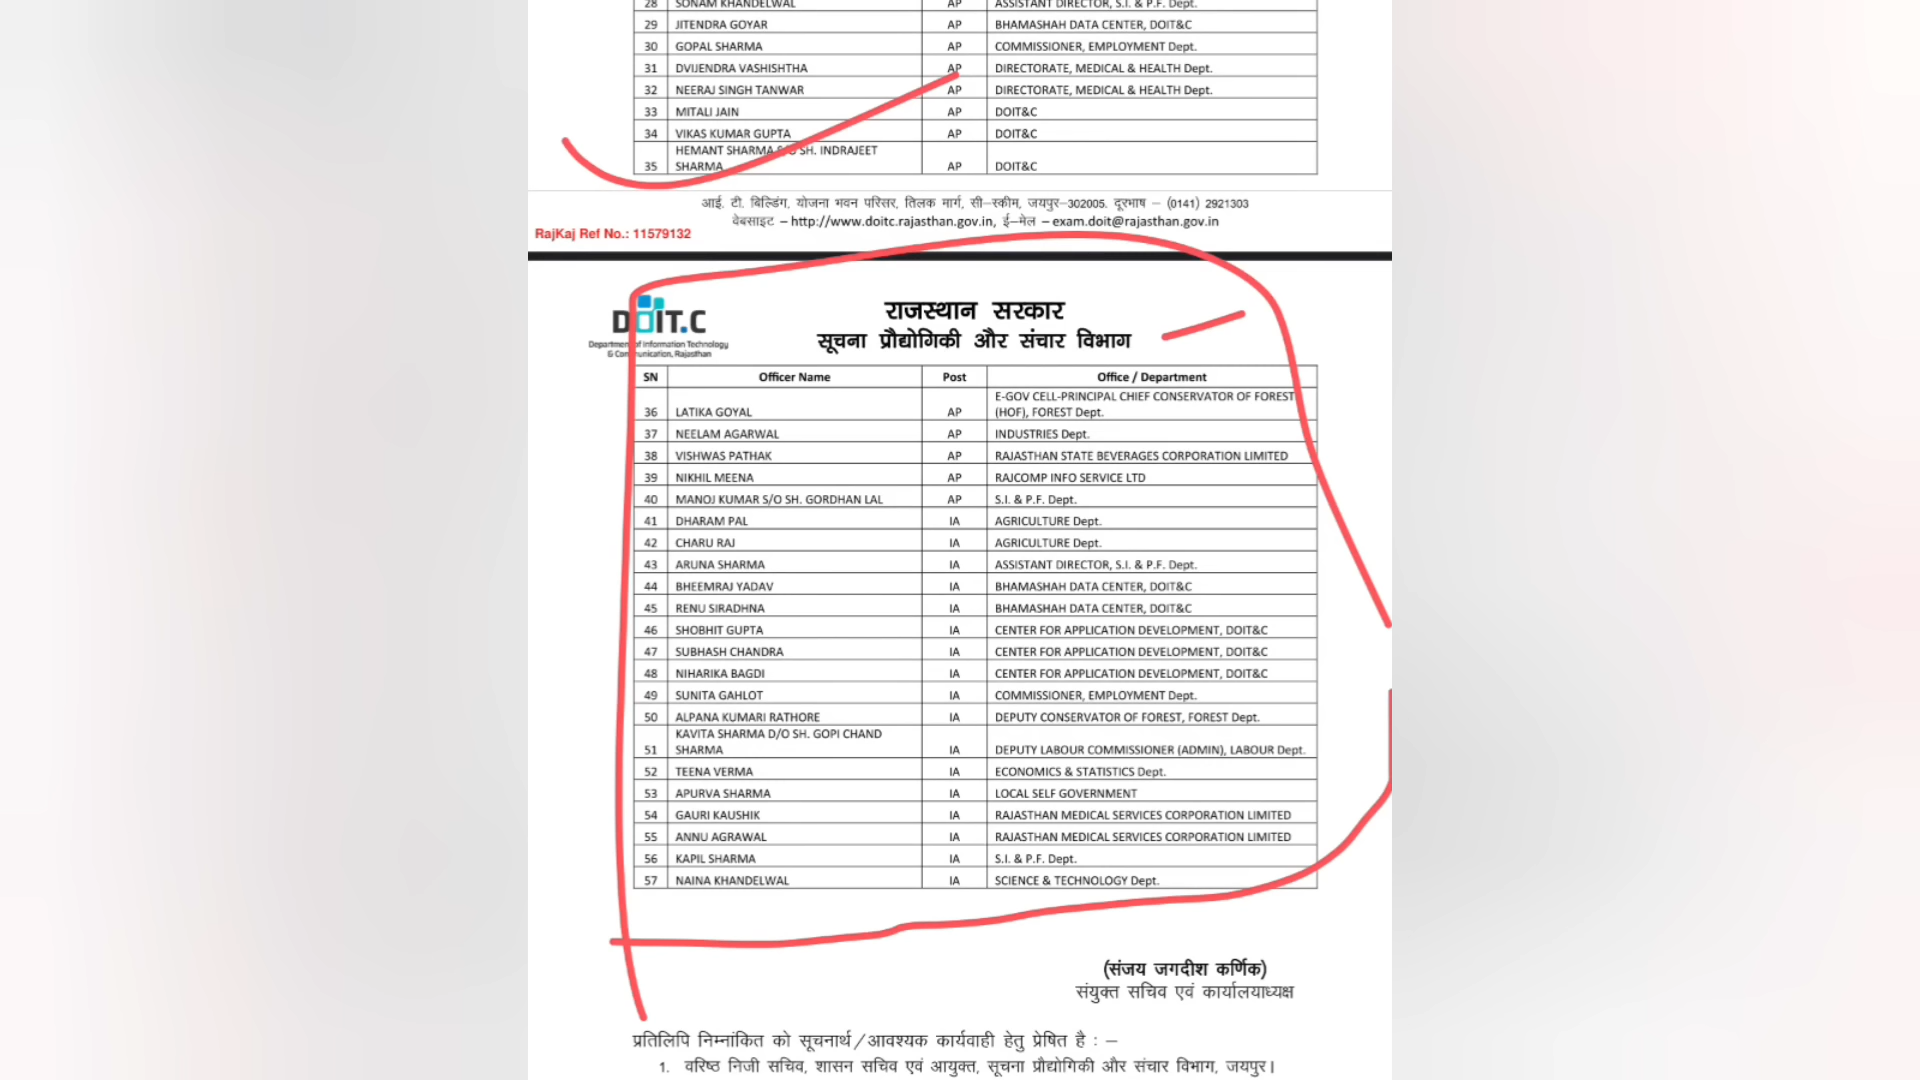 28 SONAM KHANDELWAL AP ASSISTANT DIRECTOR, S.I. & P.F. Dept.
29 JITENDRA GOYAR AP BHAMASHAH DATA CENTER, DOIT&C
30 GOPAL SHARMA AP COMMISSIONER, EMPLOYMENT Dept.
31 DVIJENDRA VASHISHTHA AP DIRECTORATE, MEDICAL & HEALTH Dept.
32 NEERAJ SINGH TANWAR AP DIRECTORATE, MEDICAL & HEALTH Dept.
33 MITALI JAIN AP DOIT&C
34 VIKAS KUMAR GUPTA AP DOIT&C
HEMANT SHARMA S/O SH. INDRAJEET
35 SHARMA AP DOIT&C
आई. टी. बिल्डिंग, योजना भवन परिसर, तिलक मार्ग, सी–स्कीम, जयपुर–302005. दूरभाष – (0141) 2921303
वेबसाइट – http://www.doitc.rajasthan.gov.in, ई–मेल – exam.doit@rajasthan.gov.in
RajKaj Ref No.: 11579132
DOIT.C
Department of Information Technology
& Communication, Rajasthan
राजस्थान सरकार
सूचना प्रौद्योगिकी और संचार विभाग
SN Officer Name Post Office / Department
E-GOV CELL-PRINCIPAL CHIEF CONSERVATOR OF FOREST
36 LATIKA GOYAL AP (HOF), FOREST Dept.
37 NEELAM AGARWAL AP INDUSTRIES Dept.
38 VISHWAS PATHAK AP RAJASTHAN STATE BEVERAGES CORPORATION LIMITED
39 NIKHIL MEENA AP RAJCOMP INFO SERVICE LTD
40 MANOJ KUMAR S/O SH. GORDHAN LAL AP S.I. & P.F. Dept.
41 DHARAM PAL IA AGRICULTURE Dept.
42 CHARU RAJ IA AGRICULTURE Dept.
43 ARUNA SHARMA IA ASSISTANT DIRECTOR, S.I. & P.F. Dept.
44 BHEEMRAJ YADAV IA BHAMASHAH DATA CENTER, DOIT&C
45 RENU SIRADHNA IA BHAMASHAH DATA CENTER, DOIT&C
46 SHOBHIT GUPTA IA CENTER FOR APPLICATION DEVELOPMENT, DOIT&C
47 SUBHASH CHANDRA IA CENTER FOR APPLICATION DEVELOPMENT, DOIT&C
48 NIHARIKA BAGDI IA CENTER FOR APPLICATION DEVELOPMENT, DOIT&C
49 SUNITA GAHLOT IA COMMISSIONER, EMPLOYMENT Dept.
50 ALPANA KUMARI RATHORE IA DEPUTY CONSERVATOR OF FOREST, FOREST Dept.
KAVITA SHARMA D/O SH. GOPI CHAND
51 SHARMA IA DEPUTY LABOUR COMMISSIONER (ADMIN), LABOUR Dept.
52 TEENA VERMA IA ECONOMICS & STATISTICS Dept.
53 APURVA SHARMA IA LOCAL SELF GOVERNMENT
54 GAURI KAUSHIK IA RAJASTHAN MEDICAL SERVICES CORPORATION LIMITED
55 ANNU AGRAWAL IA RAJASTHAN MEDICAL SERVICES CORPORATION LIMITED
56 KAPIL SHARMA IA S.I. & P.F. Dept.
57 NAINA KHANDELWAL IA SCIENCE & TECHNOLOGY Dept.
(संजय जगदीश कर्णिक)
संयुक्त सचिव एवं कार्यालयाध्यक्ष
प्रतिलिपि निम्नांकित को सूचनार्थ/आवश्यक कार्यवाही हेतु प्रेषित है : –
1. वरिष्ठ निजी सचिव, शासन सचिव एवं आयुक्त, सूचना प्रौद्योगिकी और संचार विभाग, जयपुर।